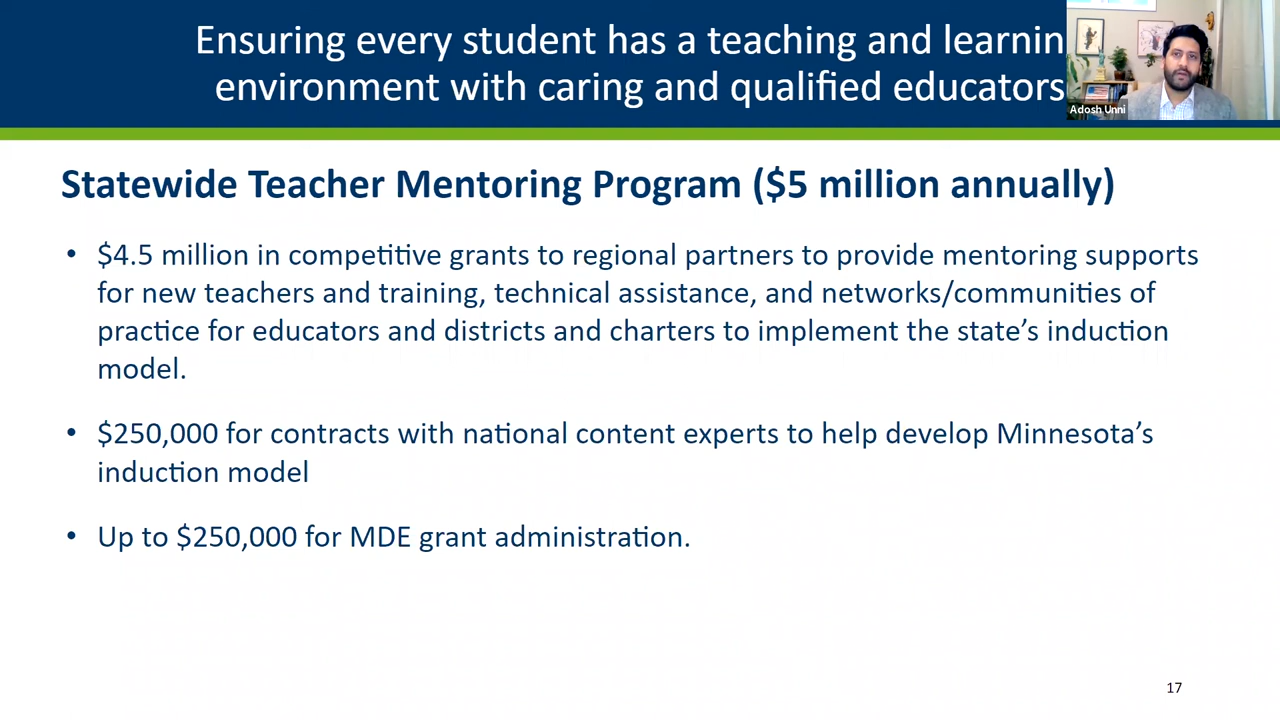 Ensuring every student has a teaching and learnin
environment with caring and qualified educators
Adosh Unni
Statewide Teacher Mentoring Program ($5 million annually)
• $4.5 million in competitive grants to regional partners to provide mentoring supports
for new teachers and training, technical assistance, and networks/communities of
practice for educators and districts and charters to implement the state’s induction
model.
• $250,000 for contracts with national content experts to help develop Minnesota’s
induction model
• Up to $250,000 for MDE grant administration.
17